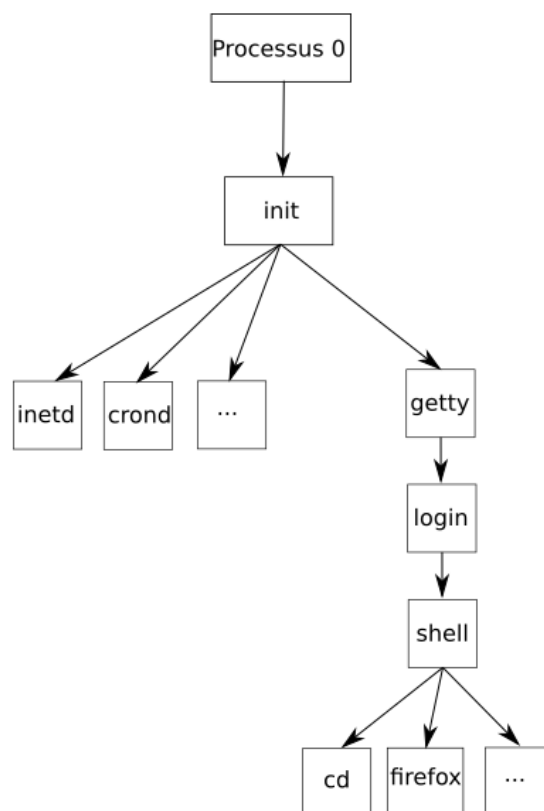 Processus 0
init
inetd
crond
...
getty
login
shell
cd
firefox
...